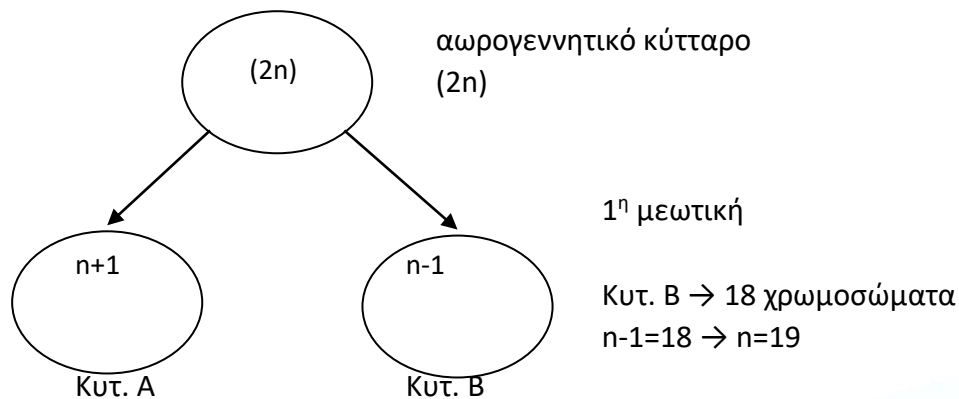 (2n)
αωρογεννητικό κύτταρο
(2n)
1η μεωτική
n+1
n-1
Κυτ. Β → 18 χρωμοσώματα
n-1=18 → n=19
Κυτ. Α
Κυτ. Β